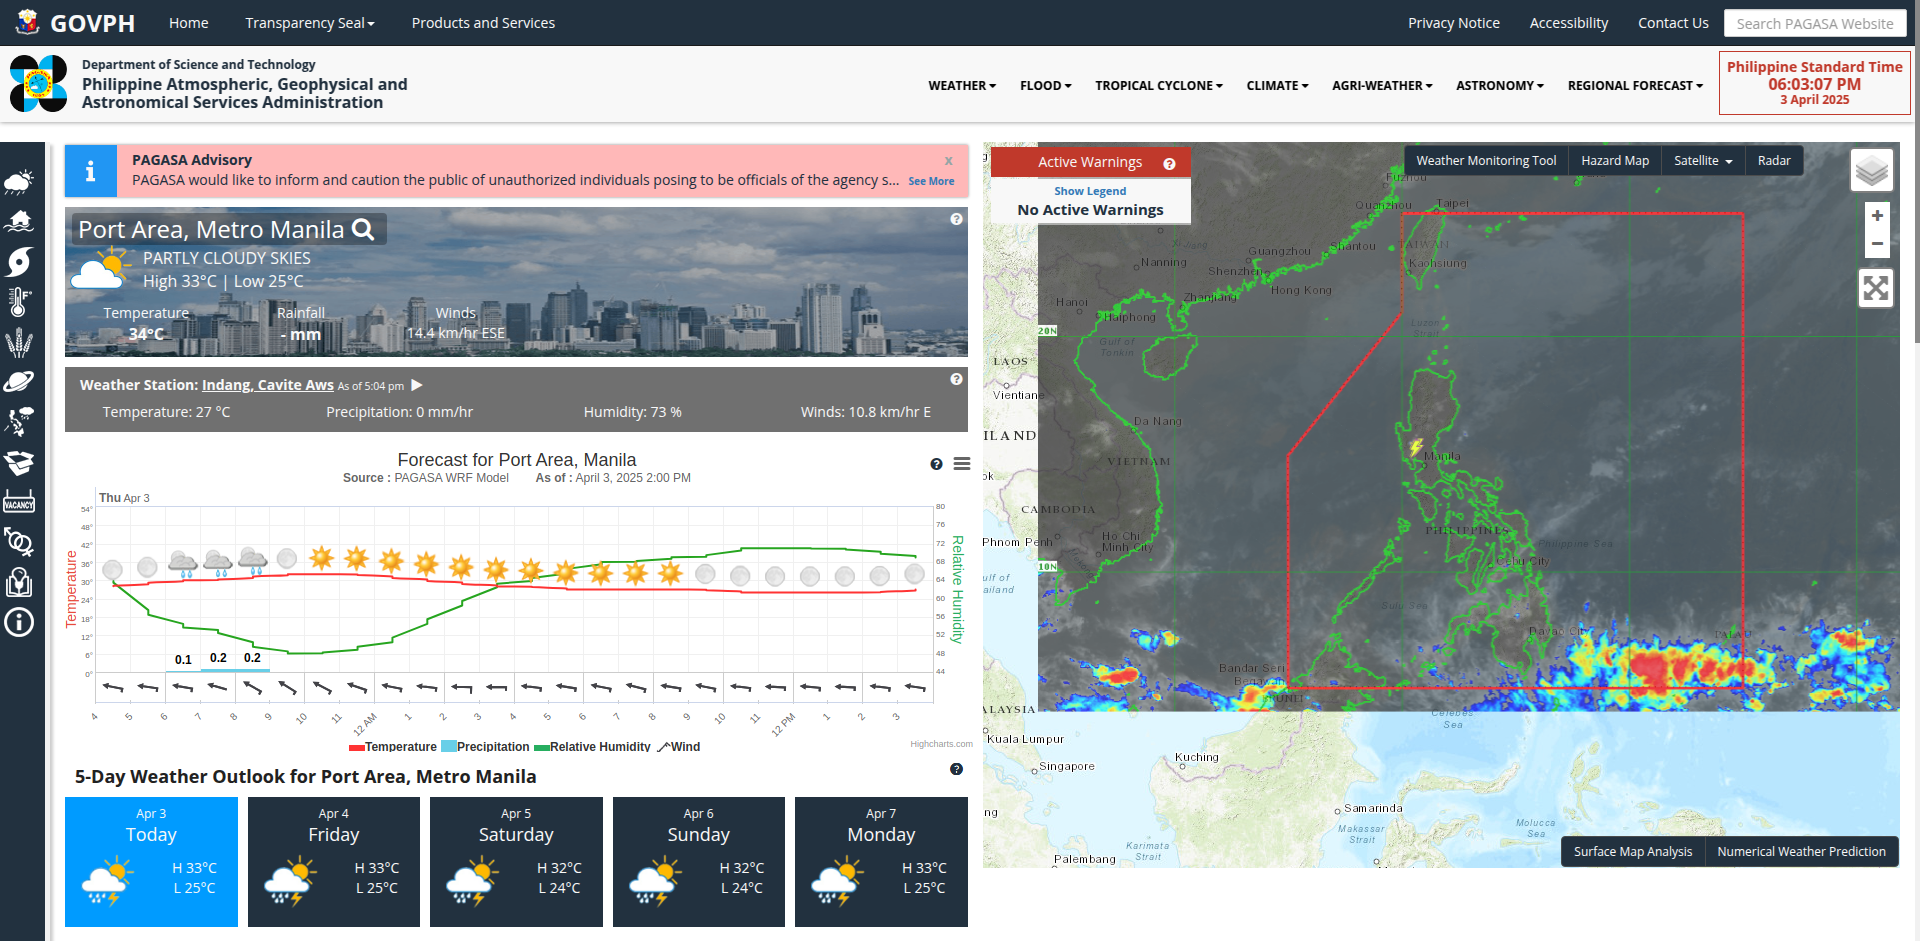 GOVPH
Home
Transparency Seal
Products and Services
Privacy Notice
Accessibility
Contact Us
Search PAGASA Website
Department of Science and Technology
Philippine Atmospheric, Geophysical and
Astronomical Services Administration
WEATHER
FLOOD
TROPICAL CYCLONE
CLIMATE
AGRI-WEATHER
ASTRONOMY
REGIONAL FORECAST
Philippine Standard Time
06:03:07 PM
3 April 2025
VACANCY
PAGASA Advisory
x
PAGASA would like to inform and caution the public of unauthorized individuals posing to be officials of the agency s...
See More
Port Area, Metro Manila
PARTLY CLOUDY SKIES
High 33°C | Low 25°C
Temperature
34°C
Rainfall
- mm
Winds
14.4 km/hr ESE
Weather Station: Indang, Cavite Aws As of 5:04 pm
Temperature: 27 °C
Precipitation: 0 mm/hr
Humidity: 73 %
Winds: 10.8 km/hr E
Forecast for Port Area, Manila
Source : PAGASA WRF Model
As of : April 3, 2025 2:00 PM
Thu Apr 3
Temperature
54°
48°
42°
36°
30°
24°
18°
12°
6°
0°
0.1
0.2
0.2
80
76
72
68
64
60
56
52
48
44
Relative Humidity
4
5
6
7
8
9
10
11
12 AM
1
2
3
4
5
6
7
8
9
10
11
12 PM
1
2
3
Temperature
Precipitation
Relative Humidity
Wind
Highcharts.com
5-Day Weather Outlook for Port Area, Metro Manila
Apr 3
Today
H 33°C
L 25°C
Apr 4
Friday
H 33°C
L 25°C
Apr 5
Saturday
H 32°C
L 24°C
Apr 6
Sunday
H 32°C
L 24°C
Apr 7
Monday
H 33°C
L 25°C
Active Warnings
Show Legend
No Active Warnings
Weather Monitoring Tool
Hazard Map
Satellite
Radar
+
−
Fuzhou
Quanzhou
Taipei
TAIWAN
Kaohsiung
Shantou
Guangzhou
Shenzhen
Hong Kong
Nanning
Zhanjiang
Hanoi
Haiphong
20N
Gulf of
Tonkin
Luzon
Strait
LAOS
Vientiane
Da Nang
ILAND
VIETNAM
ok
Manila
CAMBODIA
Phnom Penh
Ho Chi
Minh City
PHILIPPINES
Philippine Sea
Cebu City
10N
ulf of
ailand
Sulu Sea
Davao City
PALAU
Bandar Seri
Begawan
BRUNEI
ALAYSIA
Celebes
Sea
Kuala Lumpur
Singapore
Kuching
ng
Samarinda
Makassar
Strait
Molucca
Sea
Karimata
Strait
Palembang
Surface Map Analysis
Numerical Weather Prediction